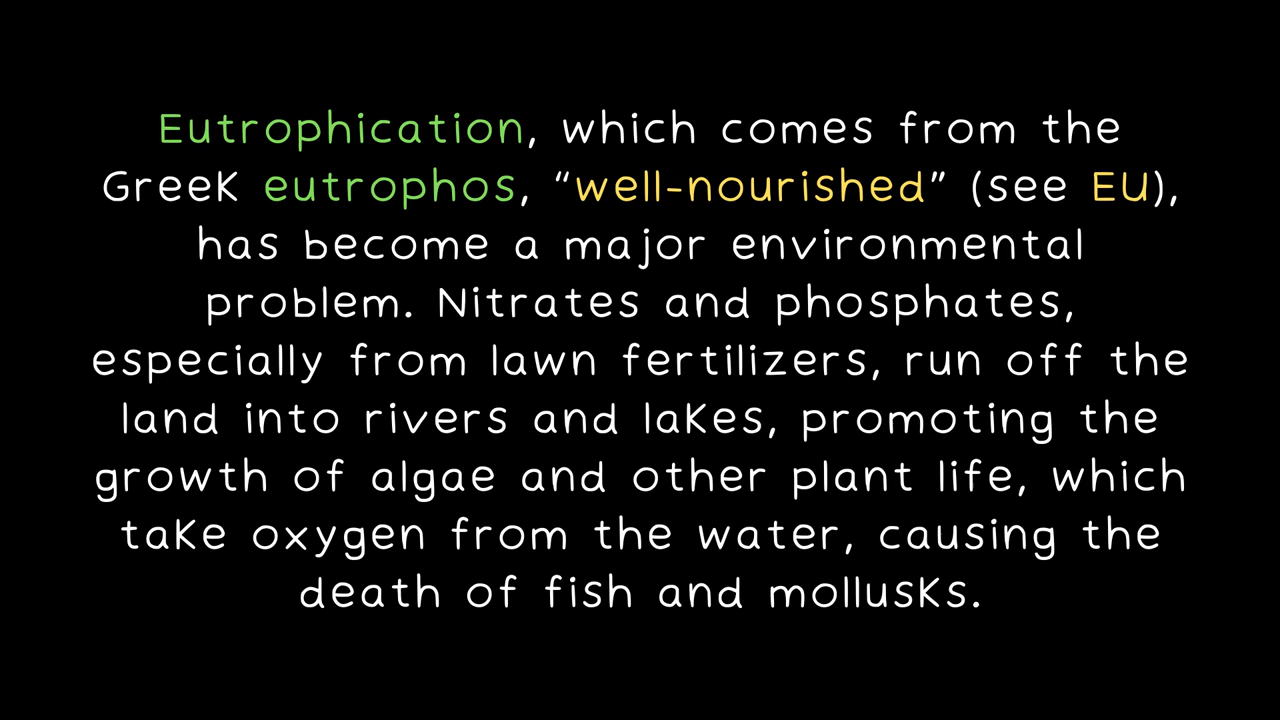 Eutrophication, which comes from the
Greek eutrophos, “well-nourished” (see EU),
has become a major environmental
problem. Nitrates and phosphates,
especially from lawn fertilizers, run off the
land into rivers and lakes, promoting the
growth of algae and other plant life, which
take oxygen from the water, causing the
death of fish and mollusks.